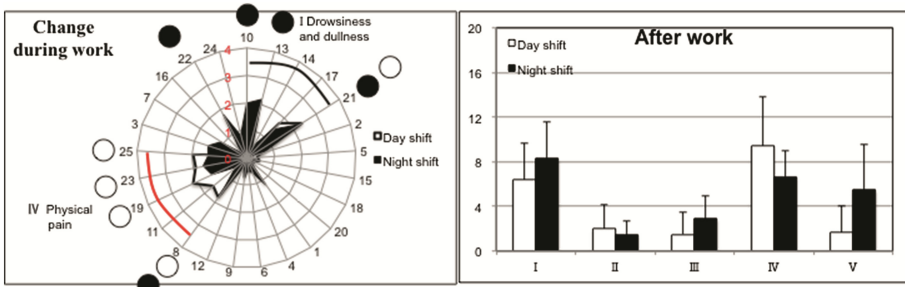 Change
during work
I Drowsiness
and dullness
10
13
14
17
21
2
5
15
18
20
1
4
6
9
12
8
11
19
23
25
3
7
16
22
24
4
3
2
1
0
Day shift
Night shift
IV Physical
pain
After work
Day shift
Night shift
20
16
12
8
4
0
I
II
III
IV
V